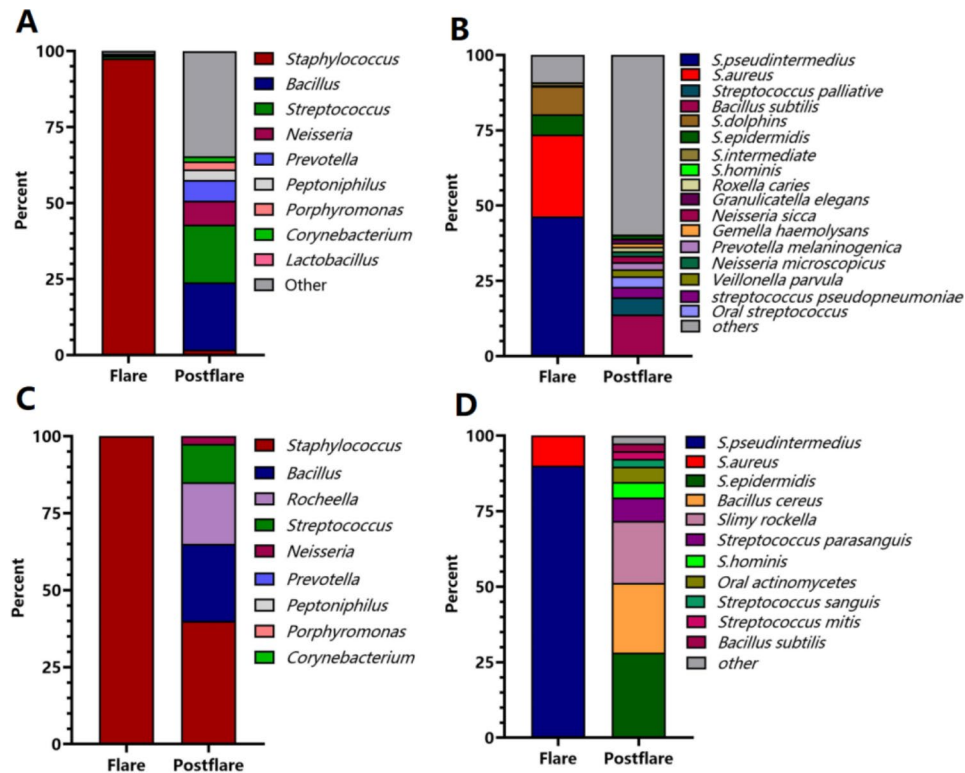 A
Percent
100
75
50
25
0
Flare
Postflare
Staphylococcus
Bacillus
Streptococcus
Neisseria
Prevotella
Peptoniphilus
Porphyromonas
Corynebacterium
Lactobacillus
Other
B
Percent
100
75
50
25
0
Flare
Postflare
S.pseudintermedius
S.aureus
Streptococcus palliative
Bacillus subtilis
S.dolphins
S.epidermidis
S.intermediate
S.hominis
Roxella caries
Granulicatella elegans
Neisseria sicca
Gemella haemolysans
Prevotella melaninogenica
Neisseria microscopicus
Veillonella parvula
streptococcus pseudopneumoniae
Oral streptococcus
others
C
Percent
100
75
50
25
0
Flare
Postflare
Staphylococcus
Bacillus
Rocheella
Streptococcus
Neisseria
Prevotella
Peptoniphilus
Porphyromonas
Corynebacterium
D
Percent
100
75
50
25
0
Flare
Postflare
S.pseudintermedius
S.aureus
S.epidermidis
Bacillus cereus
Slimy rockella
Streptococcus parasanguis
S.hominis
Oral actinomycetes
Streptococcus sanguis
Streptococcus mitis
Bacillus subtilis
other